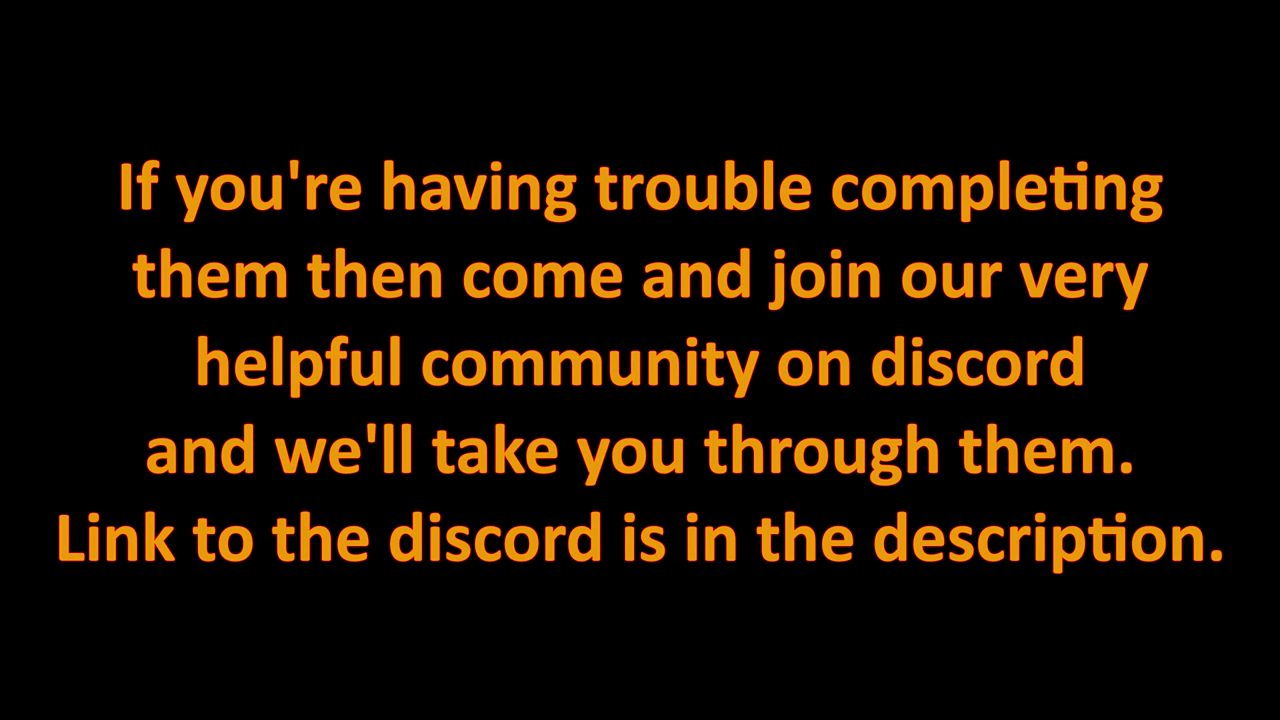 If you're having trouble completing
them then come and join our very
helpful community on discord
and we'll take you through them.
Link to the discord is in the description.